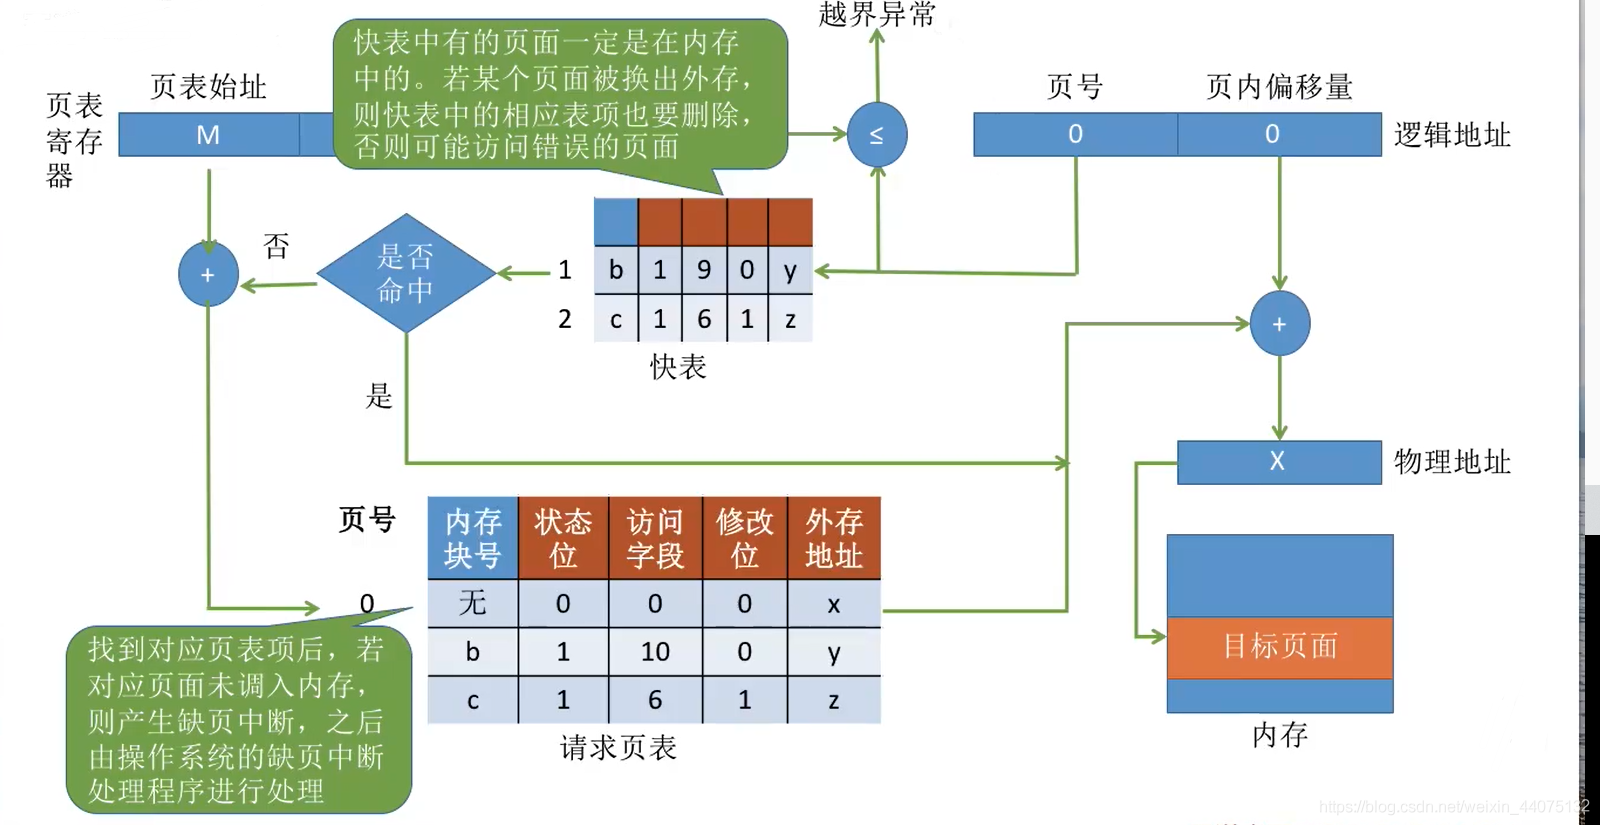 越界异常
快表中有的页面一定是在内存
中的。若某个页面被换出外存，
则快表中的相应表项也要删除，
否则可能访问错误的页面
页表始址
页号
页内偏移量
页表
寄存
器
M
≤
0
0
逻辑地址
+
否
是否
命中
1
b 1 9 0 y
2
c 1 6 1 z
快表
+
是
X
物理地址
页号
内存
块号
状态
位
访问
字段
修改
位
外存
地址
0
无 0 0 0 x
b 1 10 0 y
c 1 6 1 z
请求页表
找到对应页表项后，若
对应页面未调入内存，
则产生缺页中断，之后
由操作系统的缺页中断
处理程序进行处理
目标页面
内存
https://blog.csdn.net/weixin_44075132